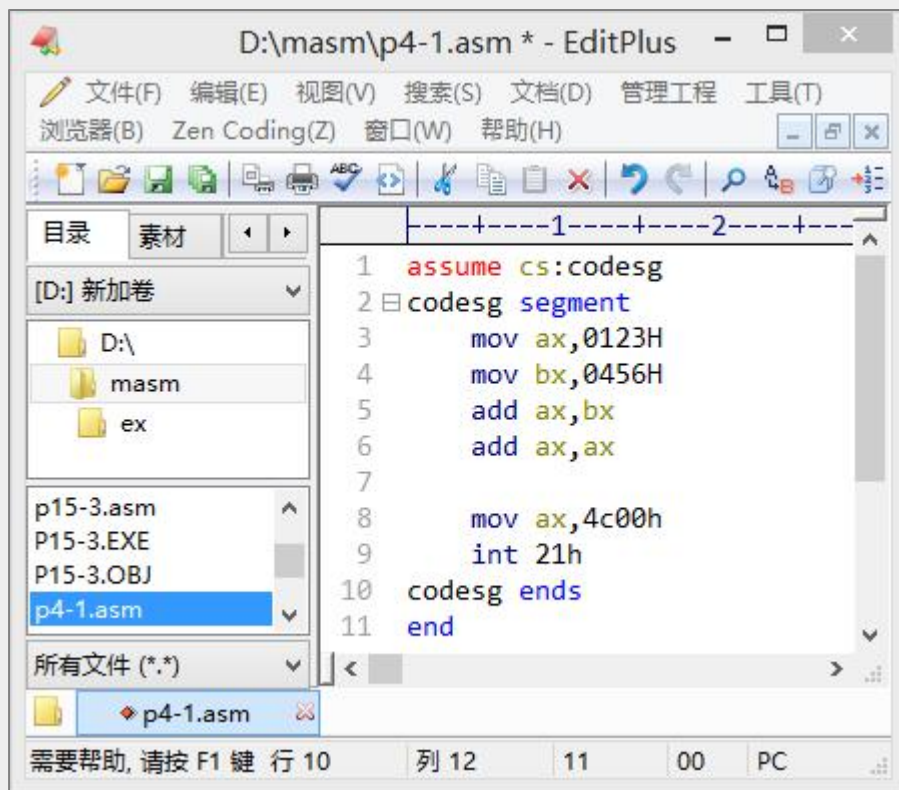 D:\masm\p4-1.asm * - EditPlus
文件(F) 编辑(E) 视图(V) 搜索(S) 文档(D) 管理工程 工具(T)
浏览器(B) Zen Coding(Z) 窗口(W) 帮助(H)
目录 素材
[D:] 新加卷
D:\
masm
ex
p15-3.asm
P15-3.EXE
P15-3.OBJ
p4-1.asm
所有文件 (*.*)
----+----1----+----2----+---
1 assume cs:codesg
2 codesg segment
3 mov ax,0123H
4 mov bx,0456H
5 add ax,bx
6 add ax,ax
7
8 mov ax,4c00h
9 int 21h
10 codesg ends
11 end
p4-1.asm
需要帮助, 请按 F1 键 行 10 列 12 11 00 PC